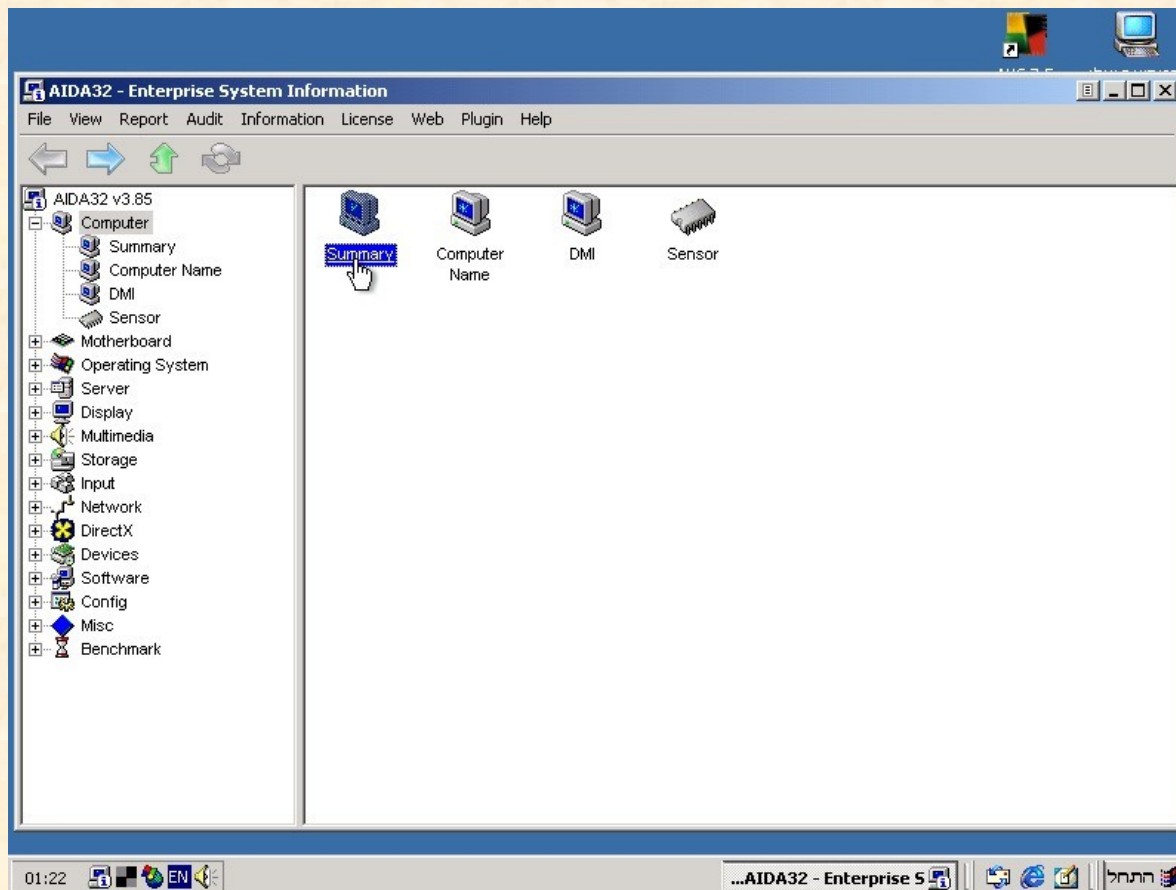 AIDA32 - Enterprise System Information
File View Report Audit Information License Web Plugin Help
AIDA32 v3.85
Computer
Summary
Computer Name
DMI
Sensor
Motherboard
Operating System
Server
Display
Multimedia
Storage
Input
Network
DirectX
Devices
Software
Config
Misc
Benchmark
Summary
Computer Name
DMI
Sensor
01:22
EN
...AIDA32 - Enterprise S
התחל